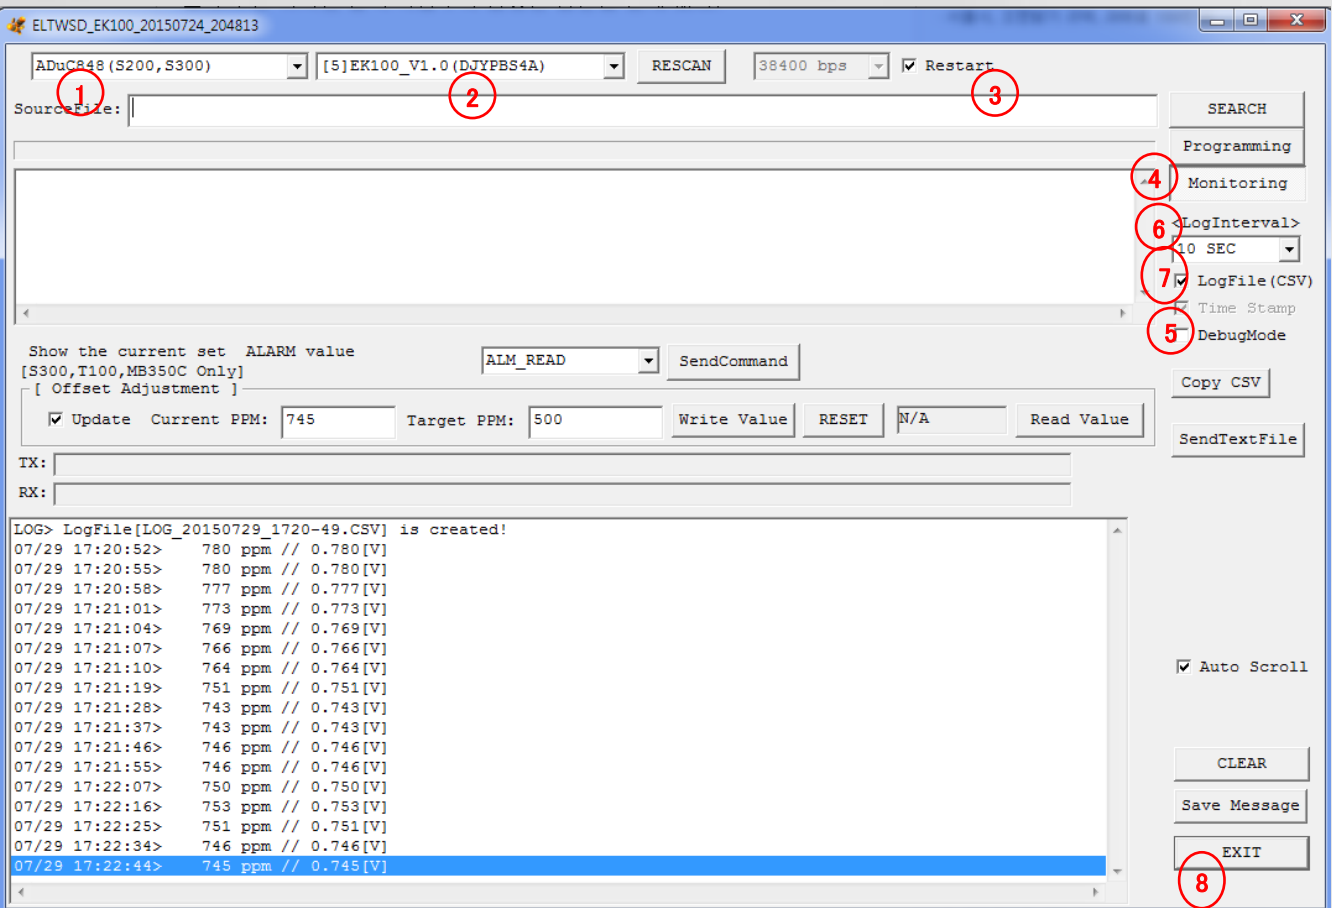 ELTWSD_EK100_20150724_204813
ADuC848(S200,S300) [5]EK100_V1.0(DJYPBS4A) RESCAN 38400 bps Restart
1 2 3
SourceFile: SEARCH
Programming
4 Monitoring
6 <LogInterval>
10 SEC
7 LogFile(CSV)
Time Stamp
5 DebugMode
Show the current set ALARM value
[S300,T100,MB350C Only]
ALM_READ SendCommand
Copy CSV
[ Offset Adjustment ]
Update Current PPM: 745 Target PPM: 500 Write Value RESET N/A Read Value
SendTextFile
TX:
RX:
LOG> LogFile[LOG_20150729_1720-49.CSV] is created!
07/29 17:20:52> 780 ppm // 0.780[V]
07/29 17:20:55> 780 ppm // 0.780[V]
07/29 17:20:58> 777 ppm // 0.777[V]
07/29 17:21:01> 773 ppm // 0.773[V]
07/29 17:21:04> 769 ppm // 0.769[V]
07/29 17:21:07> 766 ppm // 0.766[V]
07/29 17:21:10> 764 ppm // 0.764[V]
07/29 17:21:19> 751 ppm // 0.751[V]
07/29 17:21:28> 743 ppm // 0.743[V]
07/29 17:21:37> 743 ppm // 0.743[V]
07/29 17:21:46> 746 ppm // 0.746[V]
07/29 17:21:55> 746 ppm // 0.746[V]
07/29 17:22:07> 750 ppm // 0.750[V]
07/29 17:22:16> 753 ppm // 0.753[V]
07/29 17:22:25> 751 ppm // 0.751[V]
07/29 17:22:34> 746 ppm // 0.746[V]
07/29 17:22:44> 745 ppm // 0.745[V]
Auto Scroll
CLEAR
Save Message
EXIT
8